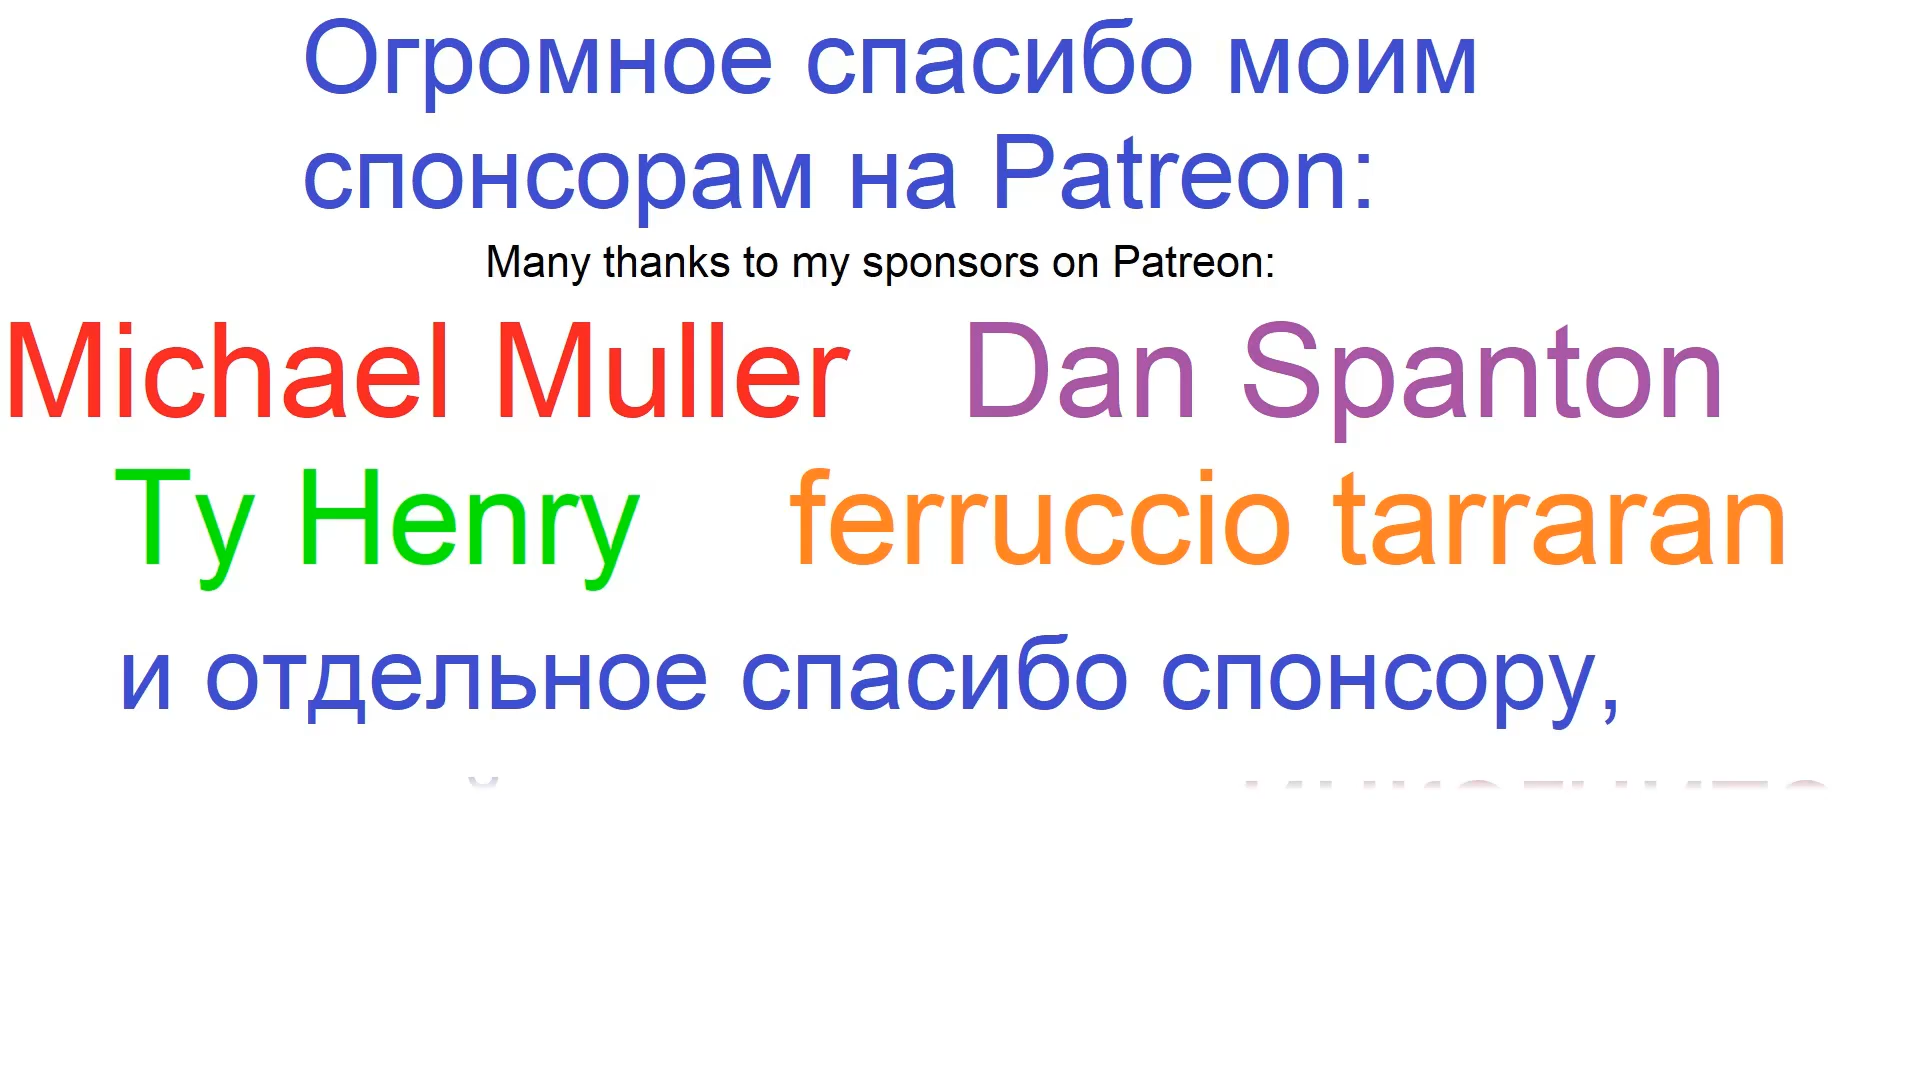 Огромное спасибо моим
спонсорам на Patreon:
Many thanks to my sponsors on Patreon:
Michael Muller Dan Spanton
Ty Henry ferruccio tarraran
и отдельное спасибо спонсору,